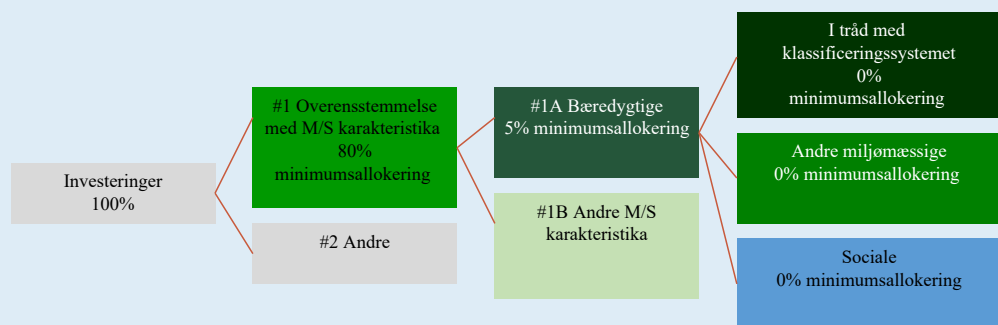 Investeringer
100%
#1 Overensstemmelse
med M/S karakteristika
80%
minimumsallokering
#2 Andre
#1A Bæredygtige
5% minimumsallokering
#1B Andre M/S
karakteristika
I tråd med
klassificeringssystemet
0%
minimumsallokering
Andre miljømæssige
0% minimumsallokering
Sociale
0% minimumsallokering